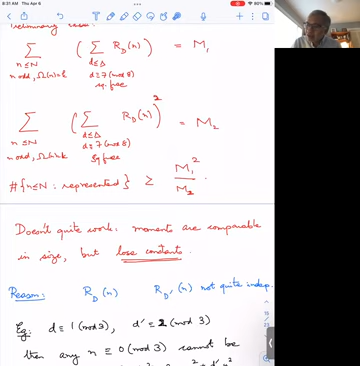 8:31 AM Thu Apr 6
Preliminary
∑ ( ∑ R_D(n) ) = M_1
n ≤ N d ≤ Δ
n odd, Ω(n) d ≡ 7 (mod 8)
sq. free
∑ ( ∑ R_D(n) )^2 = M_2
n ≤ N d ≤ Δ
n odd, d ≡ 7 (mod 8)
Sq free
#{n ≤ N : represented} ≥ M_1^2 / M_2 .
Doesn't quite work: moments are comparable
in size, but lose constants
Reason: R_D(n) R_D'(n) not quite indep.
Eg: d ≡ 1 (mod 3), d' ≡ 2 (mod 3)
then any n ≡ 0 (mod 3) cannot be